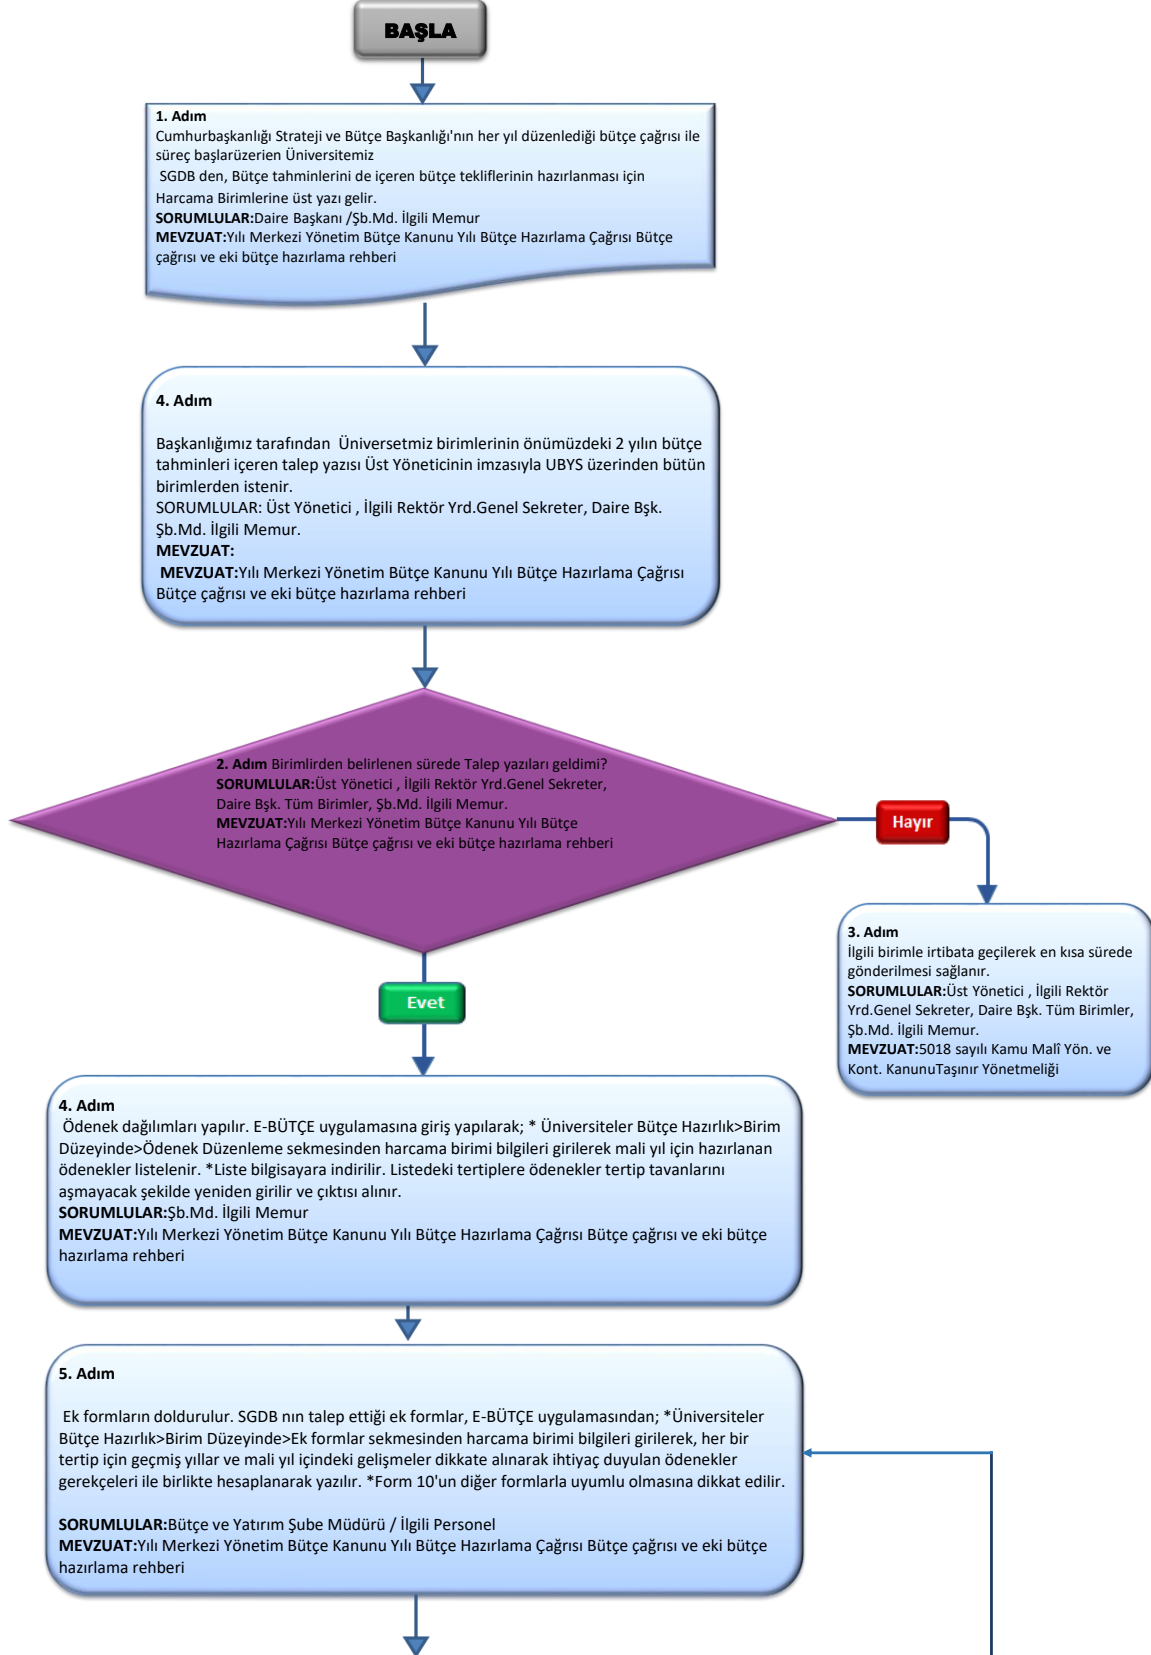 BAŞLA
1. Adım
Cumhurbaşkanlığı Strateji ve Bütçe Başkanlığı'nın her yıl düzenlediği bütçe çağrısı ile
süreç başlarüzerien Üniversitemiz
SGDB den, Bütçe tahminlerini de içeren bütçe tekliflerinin hazırlanması için
Harcama Birimlerine üst yazı gelir.
SORUMLULAR:Daire Başkanı /Şb.Md. İlgili Memur
MEVZUAT:Yılı Merkezi Yönetim Bütçe Kanunu Yılı Bütçe Hazırlama Çağrısı Bütçe
çağrısı ve eki bütçe hazırlama rehberi
4. Adım
Başkanlığımız tarafından  Üniversetmiz birimlerinin önümüzdeki 2 yılın bütçe
tahminleri içeren talep yazısı Üst Yöneticinin imzasıyla UBYS üzerinden bütün
birimlerden istenir.
SORUMLULAR: Üst Yönetici , İlgili Rektör Yrd.Genel Sekreter, Daire Bşk.
Şb.Md. İlgili Memur.
MEVZUAT:
MEVZUAT:Yılı Merkezi Yönetim Bütçe Kanunu Yılı Bütçe Hazırlama Çağrısı
Bütçe çağrısı ve eki bütçe hazırlama rehberi
2. Adım Birimlirden belirlenen sürede Talep yazıları geldimi?
SORUMLULAR:Üst Yönetici , İlgili Rektör Yrd.Genel Sekreter,
Daire Bşk. Tüm Birimler, Şb.Md. İlgili Memur.
MEVZUAT:Yılı Merkezi Yönetim Bütçe Kanunu Yılı Bütçe
Hazırlama Çağrısı Bütçe çağrısı ve eki bütçe hazırlama rehberi
Hayır
3. Adım
İlgili birimle irtibata geçilerek en kısa sürede
gönderilmesi sağlanır.
SORUMLULAR:Üst Yönetici , İlgili Rektör
Yrd.Genel Sekreter, Daire Bşk. Tüm Birimler,
Şb.Md. İlgili Memur.
MEVZUAT:5018 sayılı Kamu Malî Yön. ve
Kont. KanunuTaşınır Yönetmeliği
Evet
4. Adım
Ödenek dağılımları yapılır. E-BÜTÇE uygulamasına giriş yapılarak; * Üniversiteler Bütçe Hazırlık>Birim
Düzeyinde>Ödenek Düzenleme sekmesinden harcama birimi bilgileri girilerek mali yıl için hazırlanan
ödenekler listelenir. *Liste bilgisayara indirilir. Listedeki tertiplere ödenekler tertip tavanlarını
aşmayacak şekilde yeniden girilir ve çıktısı alınır.
SORUMLULAR:Şb.Md. İlgili Memur
MEVZUAT:Yılı Merkezi Yönetim Bütçe Kanunu Yılı Bütçe Hazırlama Çağrısı Bütçe çağrısı ve eki bütçe
hazırlama rehberi
5. Adım
Ek formların doldurulur. SGDB nın talep ettiği ek formlar, E-BÜTÇE uygulamasından; *Üniversiteler
Bütçe Hazırlık>Birim Düzeyinde>Ek formlar sekmesinden harcama birimi bilgileri girilerek, her bir
tertip için geçmiş yıllar ve mali yıl içindeki gelişmeler dikkate alınarak ihtiyaç duyulan ödenekler
gerekçeleri ile birlikte hesaplanarak yazılır. *Form 10'un diğer formlarla uyumlu olmasına dikkat edilir.
SORUMLULAR:Bütçe ve Yatırım Şube Müdürü / İlgili Personel
MEVZUAT:Yılı Merkezi Yönetim Bütçe Kanunu Yılı Bütçe Hazırlama Çağrısı Bütçe çağrısı ve eki bütçe
hazırlama rehberi